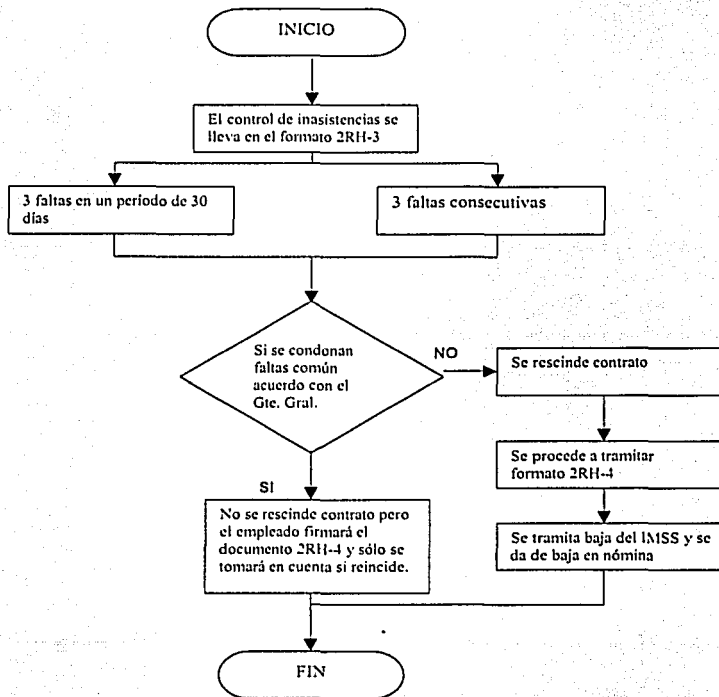 INICIO
El control de inasistencias se
lleva en el formato 2RH-3
3 faltas en un periodo de 30
días
3 faltas consecutivas
Si se condonan
faltas común
acuerdo con el
Gte. Gral.
NO
Se rescinde contrato
Se procede a tramitar
formato 2RH-4
Se tramita baja del IMSS y se
da de baja en nómina
SI
No se rescinde contrato pero
el empleado firmará el
documento 2RH-4 y sólo se
tomará en cuenta si reincide.
FIN